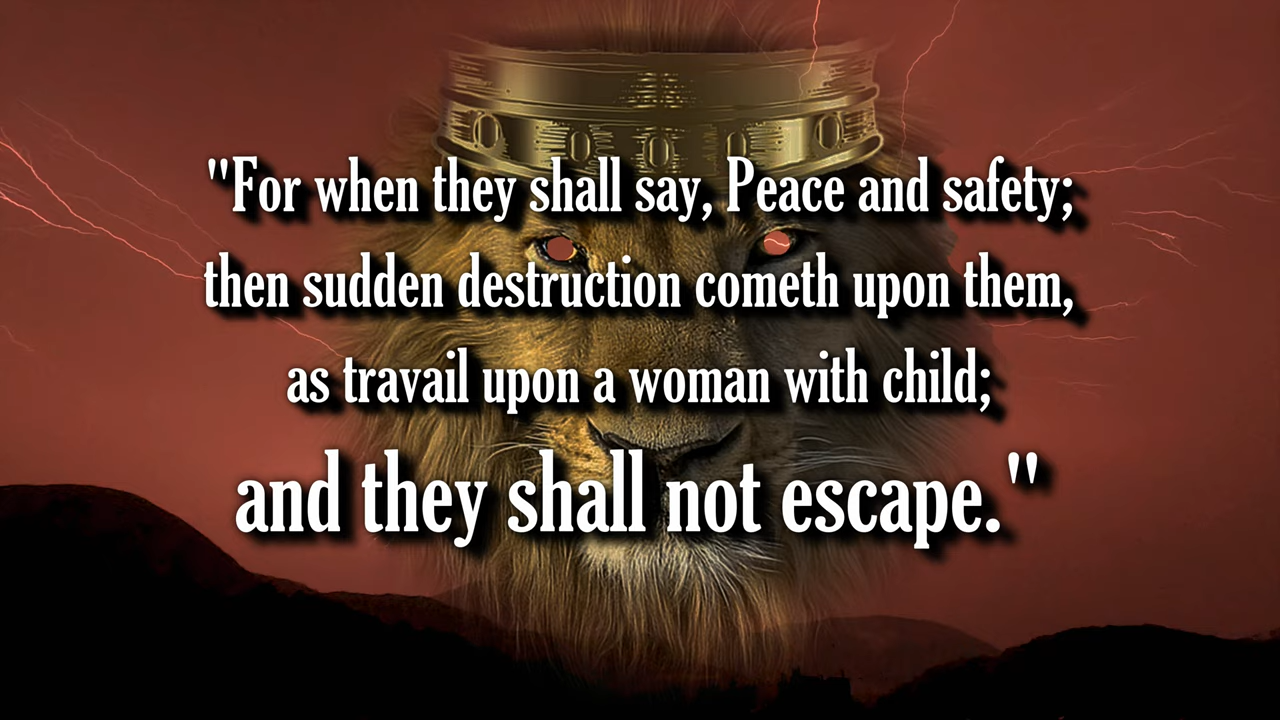 "For when they shall say, Peace and safety;
then sudden destruction cometh upon them,
as travail upon a woman with child;
and they shall not escape."